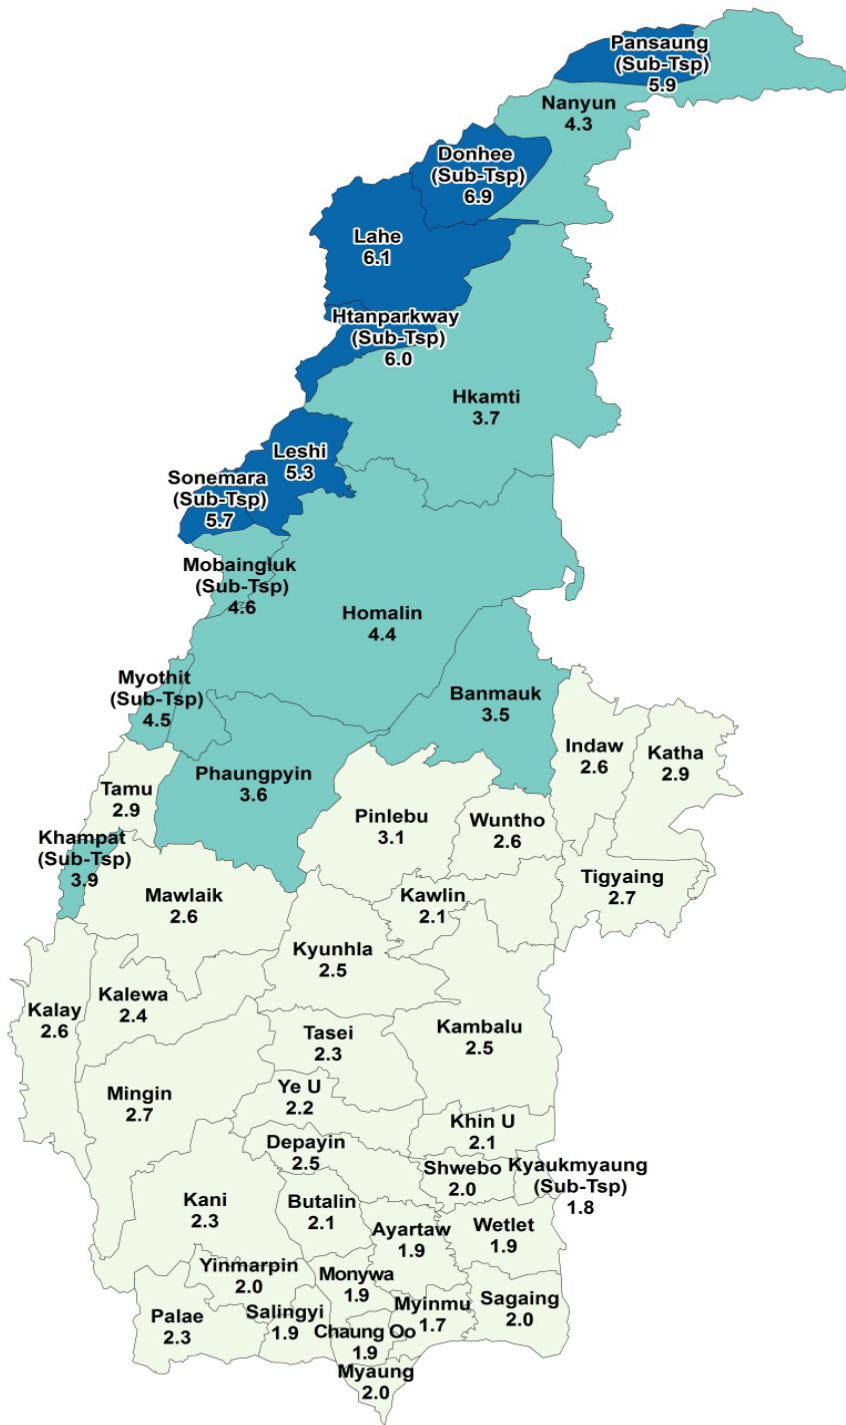 Pansaung
(Sub-Tsp)
5.9
Nanyun
4.3
Donhee
(Sub-Tsp)
6.9
Lahe
6.1
Htanparkway
(Sub-Tsp)
6.0
Hkamti
3.7
Leshi
5.3
Sonemara
(Sub-Tsp)
5.7
Mobaingluk
(Sub-Tsp)
4.6
Homalin
4.4
Myothit
(Sub-Tsp)
4.5
Banmauk
3.5
Indaw
2.6
Katha
2.9
Phaungpyin
3.6
Tamu
2.9
Pinlebu
3.1
Wuntho
2.6
Khampat
(Sub-Tsp)
3.9
Tigyaing
2.7
Mawlaik
2.6
Kawlin
2.1
Kyunhla
2.5
Kalewa
2.4
Kalay
2.6
Kambalu
2.5
Tasei
2.3
Mingin
2.7
Ye U
2.2
Khin U
2.1
Depayin
2.5
Shwebo
2.0
Kyaukmyaung
(Sub-Tsp)
1.8
Kani
2.3
Butalin
2.1
Ayartaw
1.9
Wetlet
1.9
Yinmarpin
2.0
Monywa
1.9
Myinmu
1.7
Sagaing
2.0
Palae
2.3
Salingyi
1.9
Chaung Oo
1.9
Myaung
2.0